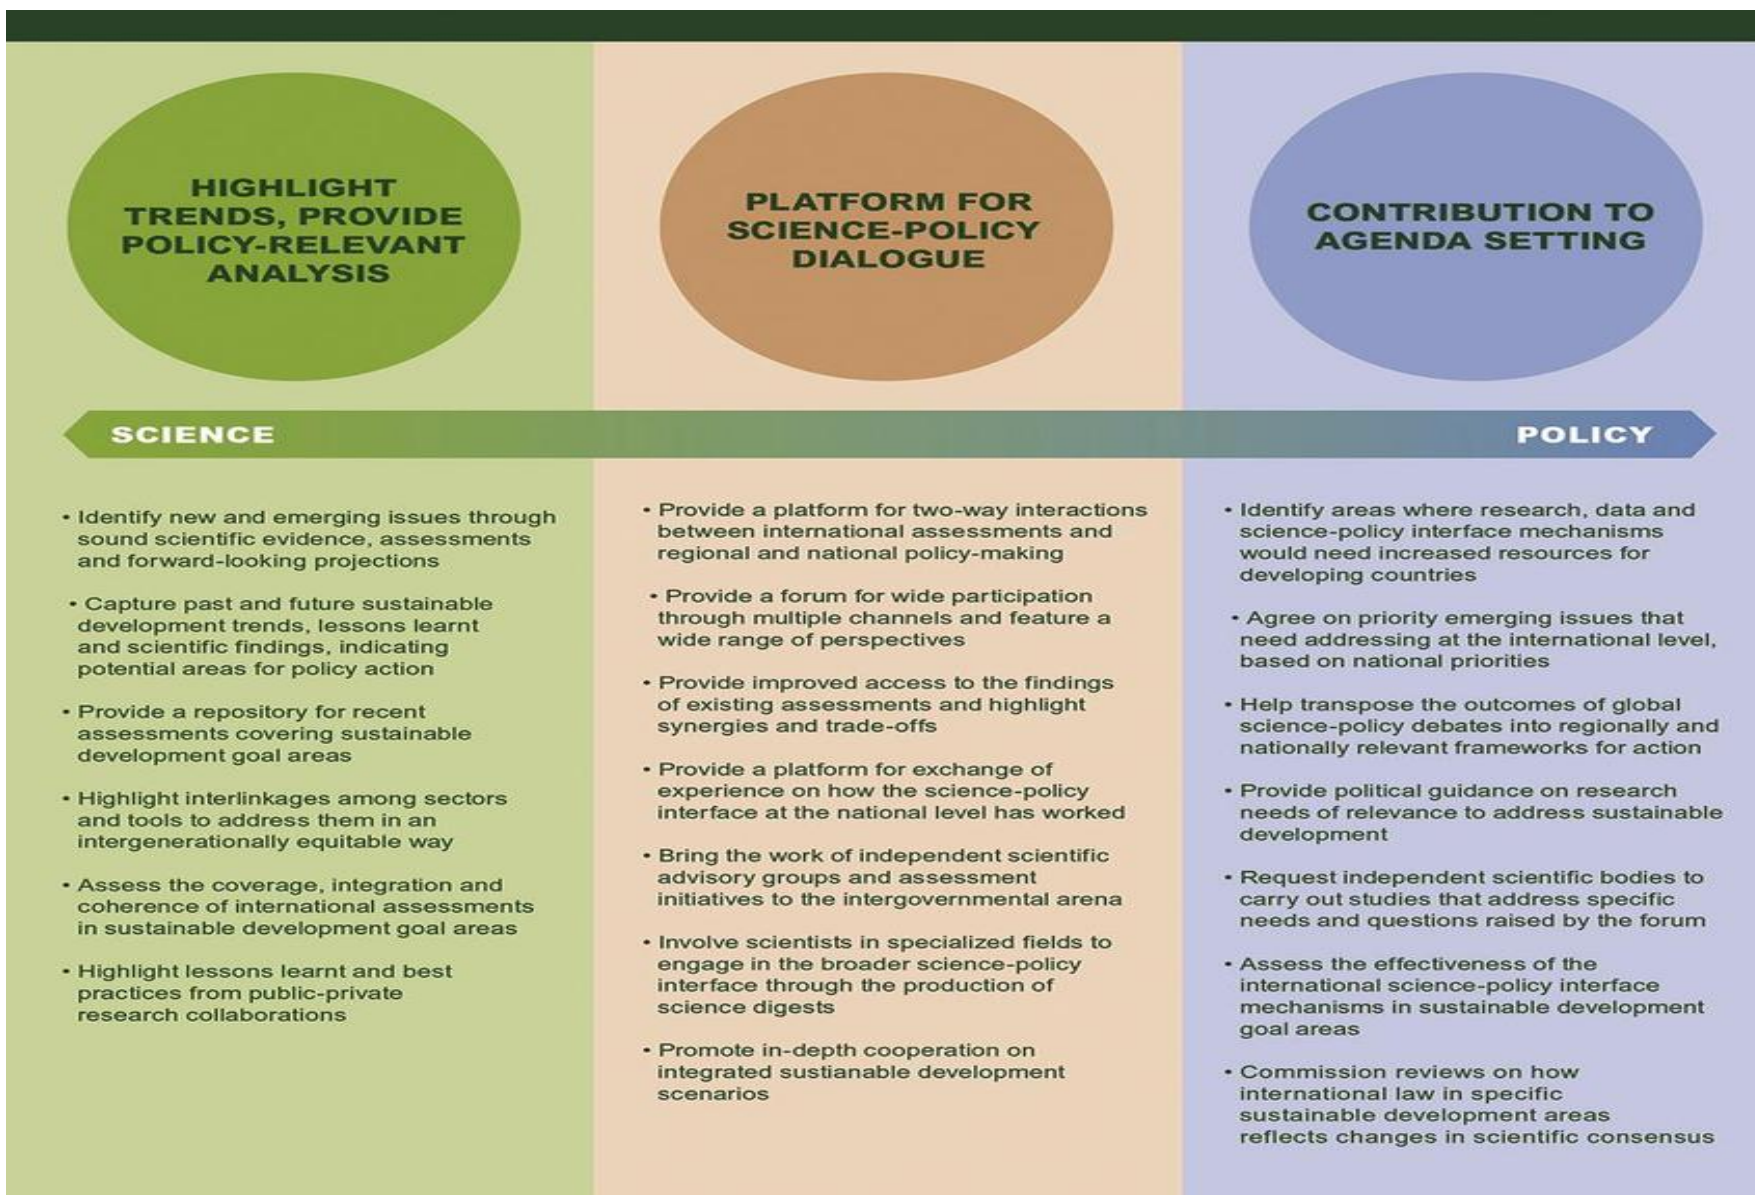 HIGHLIGHT
TRENDS, PROVIDE
POLICY-RELEVANT
ANALYSIS
PLATFORM FOR
SCIENCE-POLICY
DIALOGUE
CONTRIBUTION TO
AGENDA SETTING
SCIENCE
POLICY
• Identify new and emerging issues through
sound scientific evidence, assessments
and forward-looking projections
• Capture past and future sustainable
development trends, lessons learnt
and scientific findings, indicating
potential areas for policy action
• Provide a repository for recent
assessments covering sustainable
development goal areas
• Highlight interlinkages among sectors
and tools to address them in an
intergenerationally equitable way
• Assess the coverage, integration and
coherence of international assessments
in sustainable development goal areas
• Highlight lessons learnt and best
practices from public-private
research collaborations
• Provide a platform for two-way interactions
between international assessments and
regional and national policy-making
• Provide a forum for wide participation
through multiple channels and feature a
wide range of perspectives
• Provide improved access to the findings
of existing assessments and highlight
synergies and trade-offs
• Provide a platform for exchange of
experience on how the science-policy
interface at the national level has worked
• Bring the work of independent scientific
advisory groups and assessment
initiatives to the intergovernmental arena
• Involve scientists in specialized fields to
engage in the broader science-policy
interface through the production of
science digests
• Promote in-depth cooperation on
integrated sustianable development
scenarios
• Identify areas where research, data and
science-policy interface mechanisms
would need increased resources for
developing countries
• Agree on priority emerging issues that
need addressing at the international level,
based on national priorities
• Help transpose the outcomes of global
science-policy debates into regionally and
nationally relevant frameworks for action
• Provide political guidance on research
needs of relevance to address sustainable
development
• Request independent scientific bodies to
carry out studies that address specific
needs and questions raised by the forum
• Assess the effectiveness of the
international science-policy interface
mechanisms in sustainable development
goal areas
• Commission reviews on how
international law in specific
sustainable development areas
reflects changes in scientific consensus